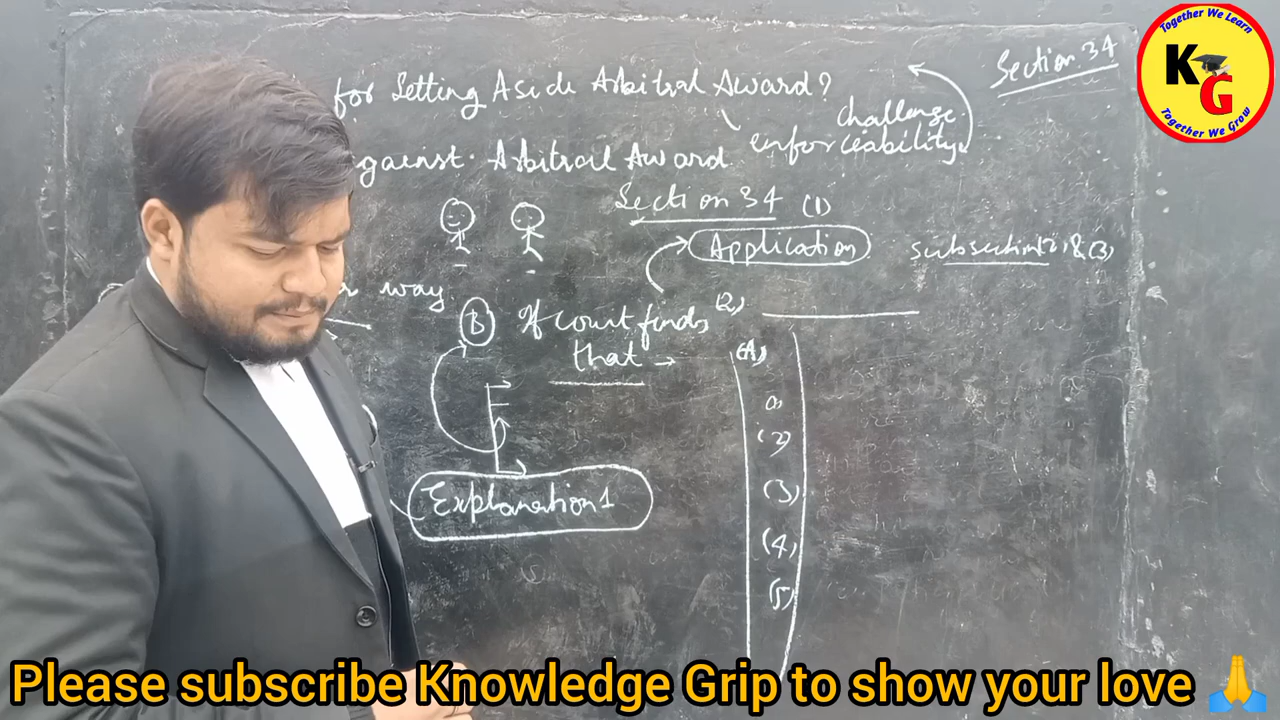 Section 34
for Setting Aside Arbitral Award?
challenge
enforceability
gainst Arbitral Award
Section 34 (1)
Application
subsection (2) & (3)
way
B If court finds (2)
that →
(A)
(2)
(3)
(4)
(5)
Explanation 1
Together We Learn
KG
Together We Grow
Please subscribe Knowledge Grip to show your love 🙏